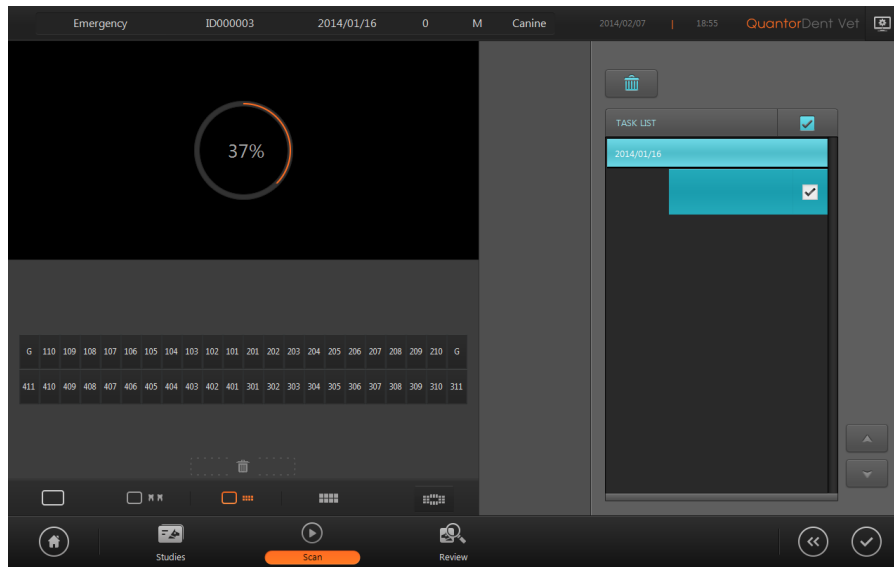 Emergency ID000003 2014/01/16 0 M Canine 2014/02/07 | 18:55 QuantorDent Vet
37%
TASK LIST
2014/01/16
G 110 109 108 107 106 105 104 103 102 101 201 202 203 204 205 206 207 208 209 210 G
411 410 409 408 407 406 405 404 403 402 401 301 302 303 304 305 306 307 308 309 310 311
Studies Scan Review